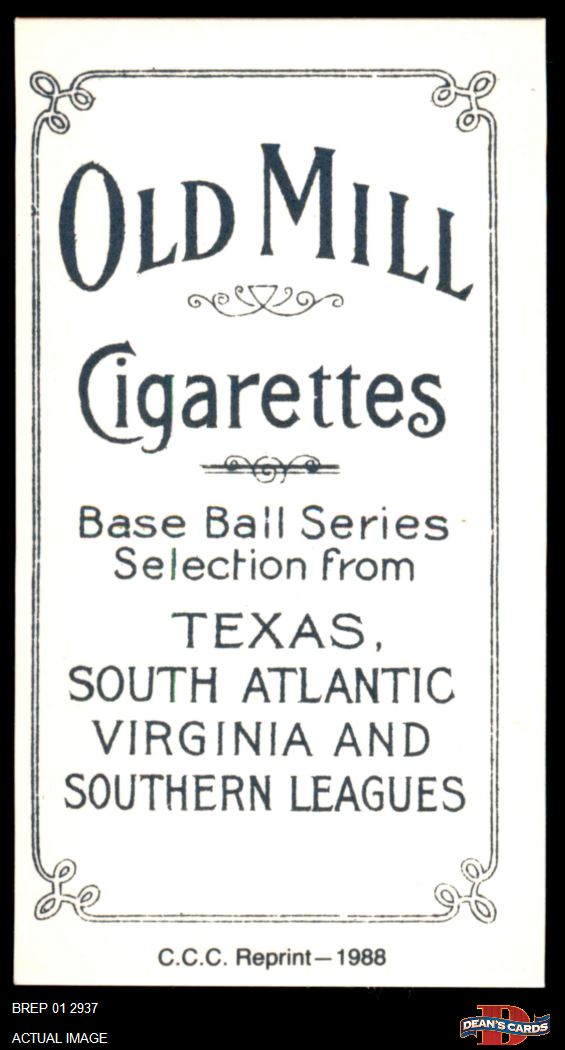 OLD MILL
Cigarettes
Base Ball Series
Selection from
TEXAS,
SOUTH ATLANTIC
VIRGINIA AND
SOUTHERN LEAGUES
C.C.C. Reprint—1988
BREP 01 2937
ACTUAL IMAGE
D
DEAN'S CARDS